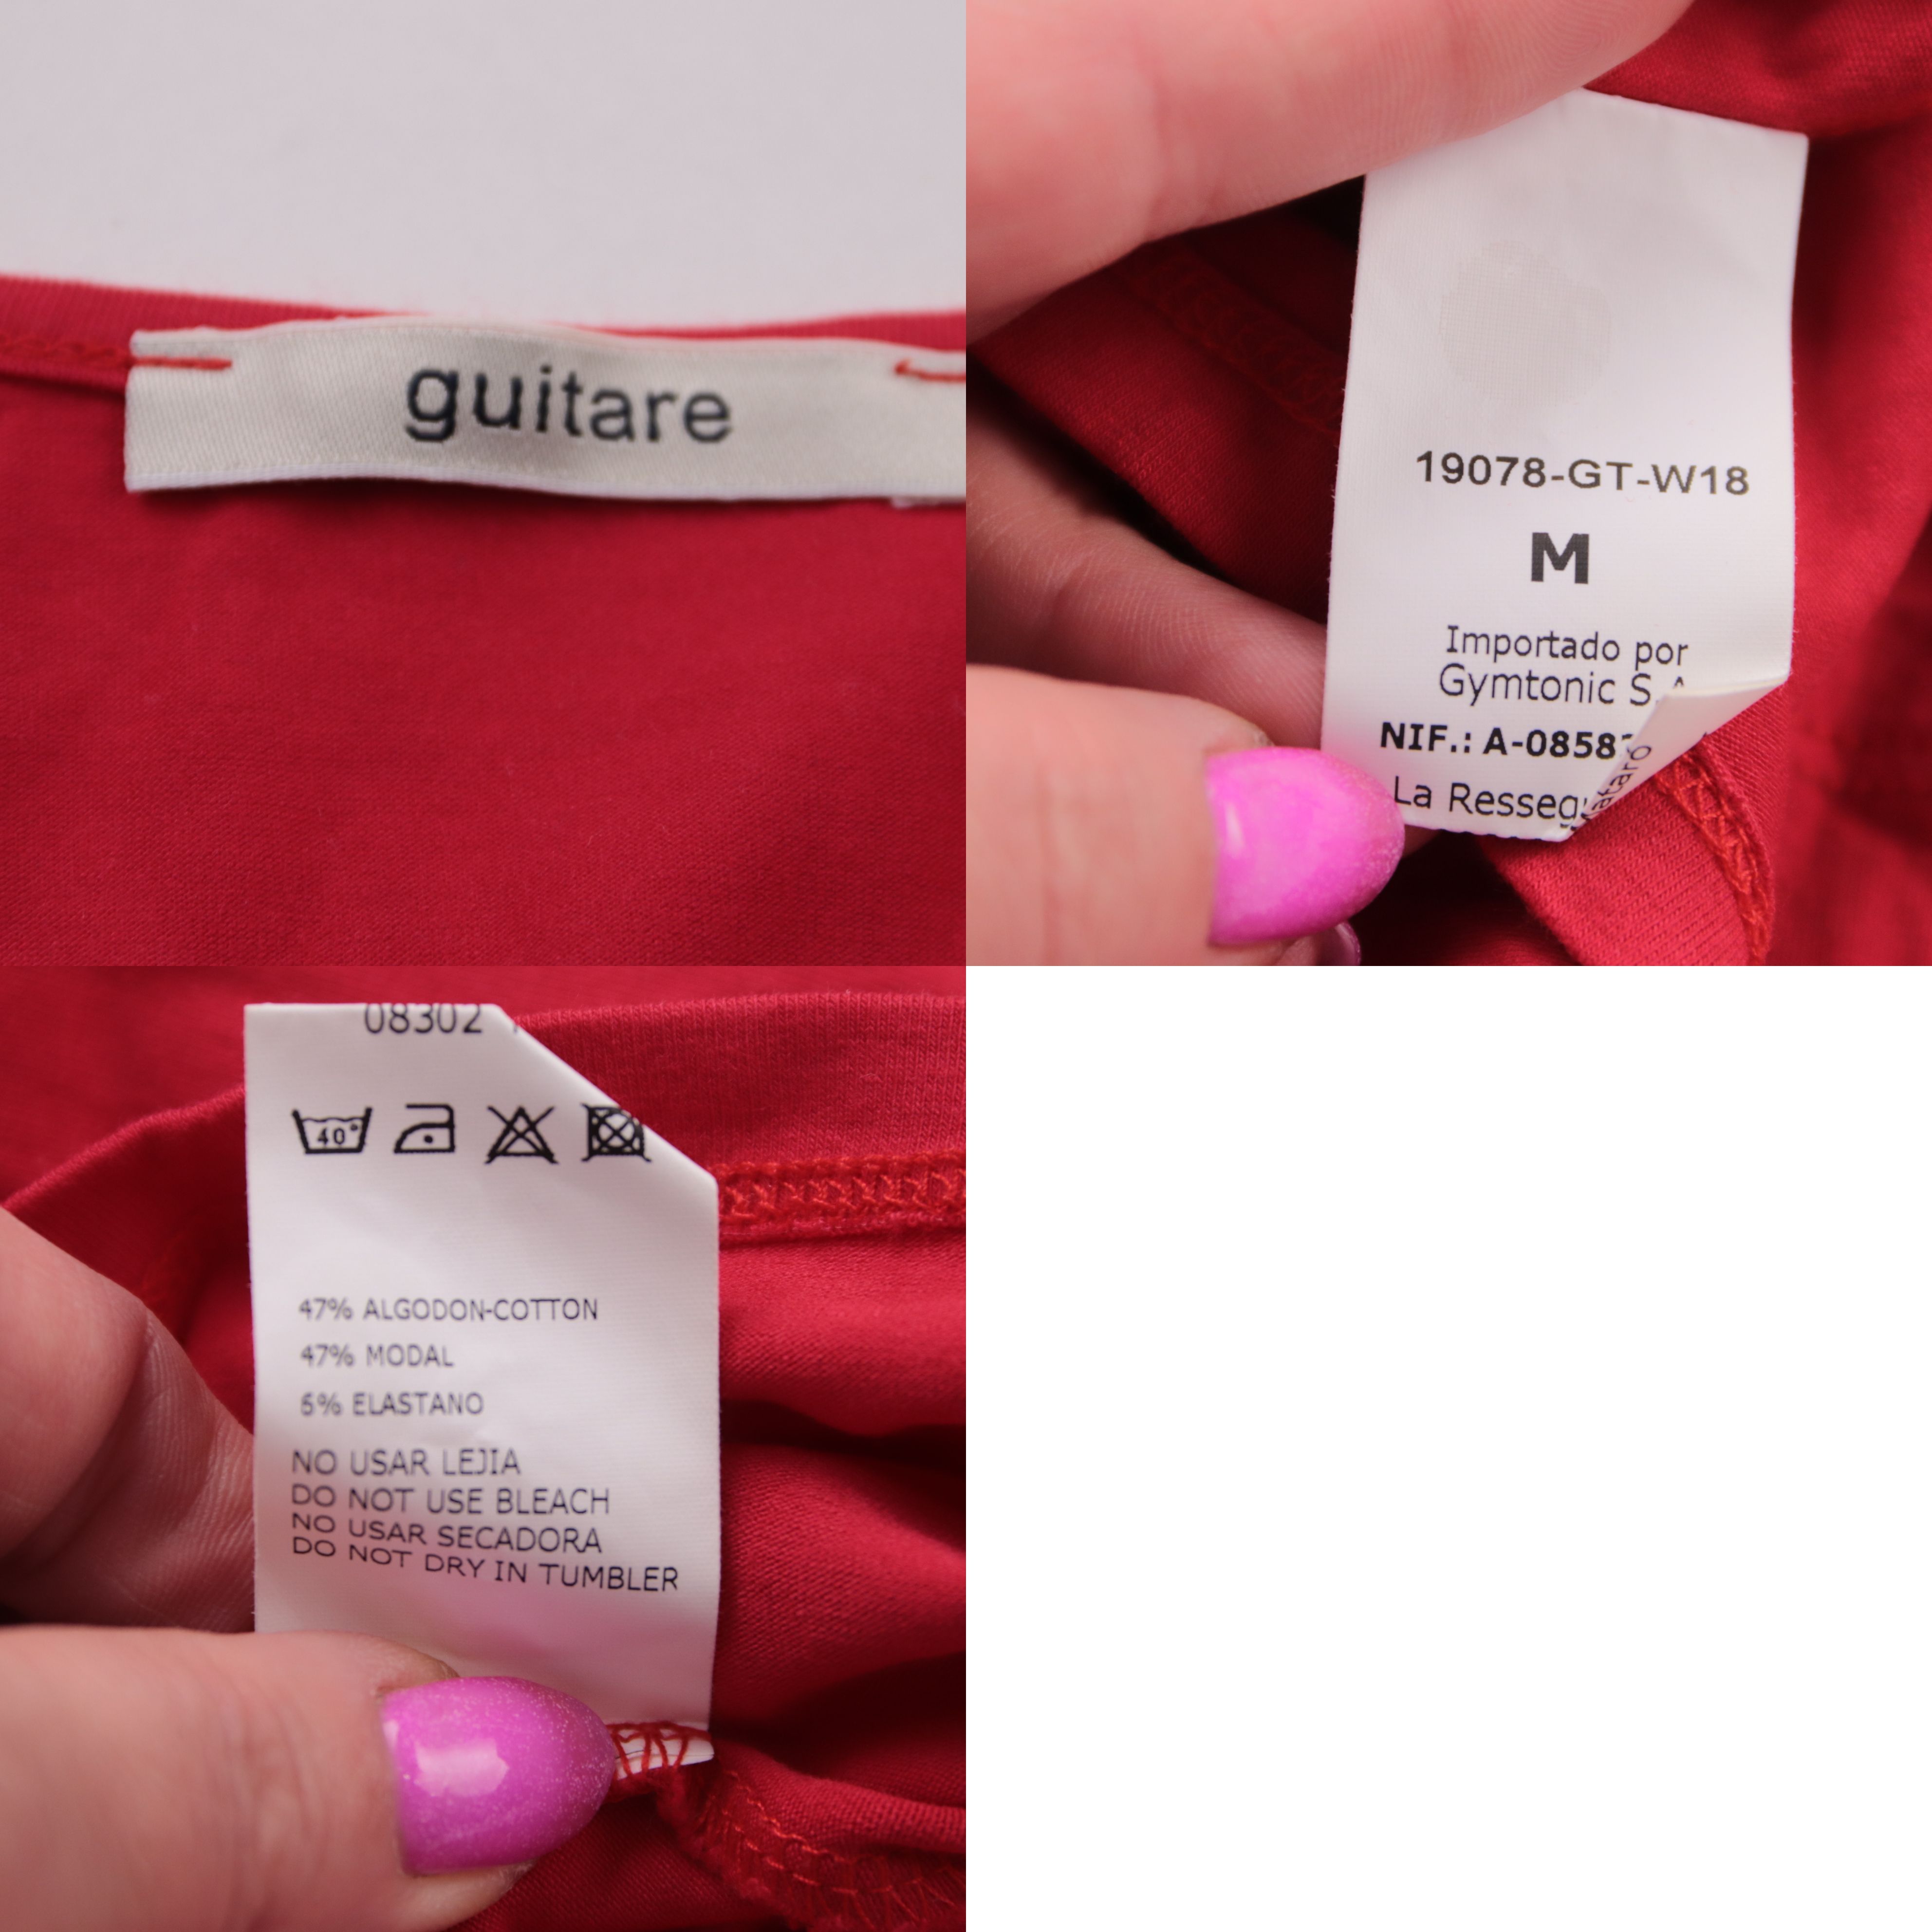 guitare
19078-GT-W18
M
Importado por
Gymtonic S.A
NIF.: A-0858
La Resseg
ataró
08302
40°
47% ALGODON-COTTON
47% MODAL
6% ELASTANO
NO USAR LEJIA
DO NOT USE BLEACH
NO USAR SECADORA
DO NOT DRY IN TUMBLER